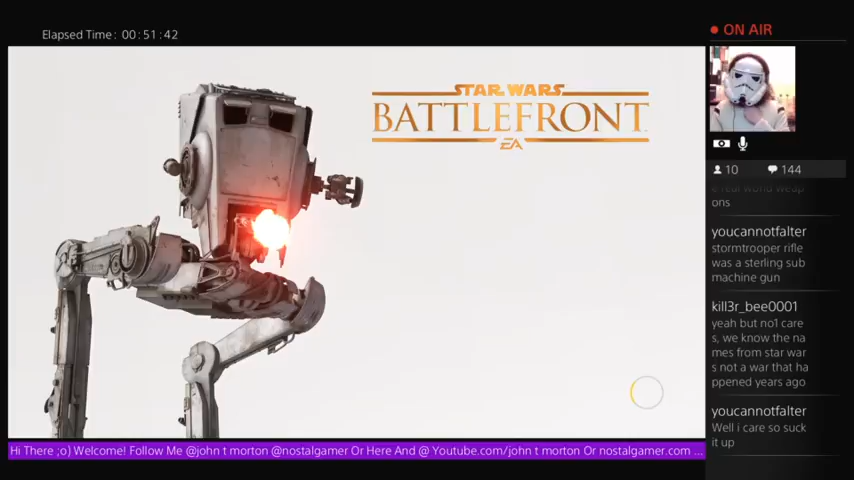 Elapsed Time: 00:51:42
ON AIR
STAR WARS
BATTLEFRONT
EA
10 144
e real world weap
ons
youcannotfalter
stormtrooper rifle
was a sterling sub
machine gun
kill3r_bee0001
yeah but no1 care
s, we know the na
mes from star war
s not a war that ha
ppened years ago
youcannotfalter
Well i care so suck
it up
Hi There ;o) Welcome! Follow Me @john t morton @nostalgamer Or Here And @ Youtube.com/john t morton Or nostalgamer.com ...